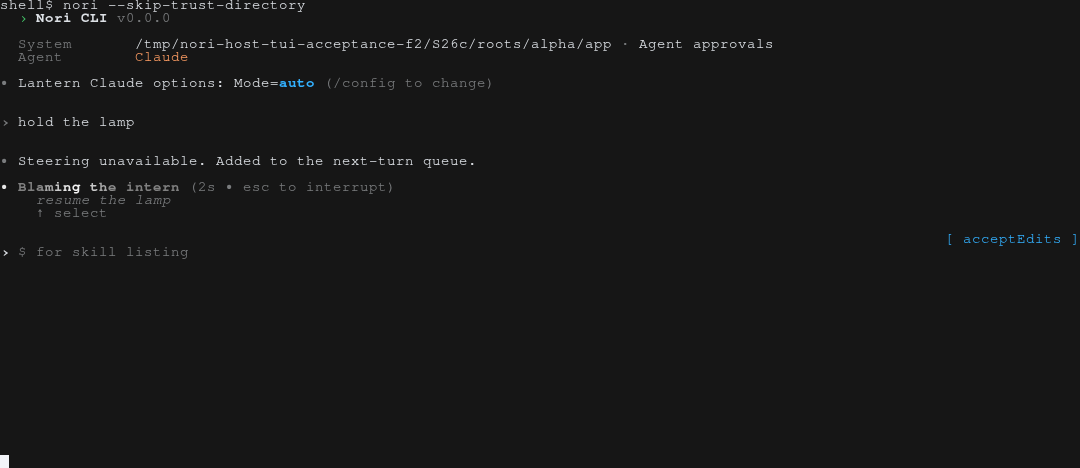 shell$ nori --skip-trust-directory
› Nori CLI v0.0.0
System /tmp/nori-host-tui-acceptance-f2/S26c/roots/alpha/app · Agent approvals
Agent Claude
• Lantern Claude options: Mode=auto (/config to change)
› hold the lamp
• Steering unavailable. Added to the next-turn queue.
• Blaming the intern (2s • esc to interrupt)
resume the lamp
↑ select
[ acceptEdits ]
› $ for skill listing